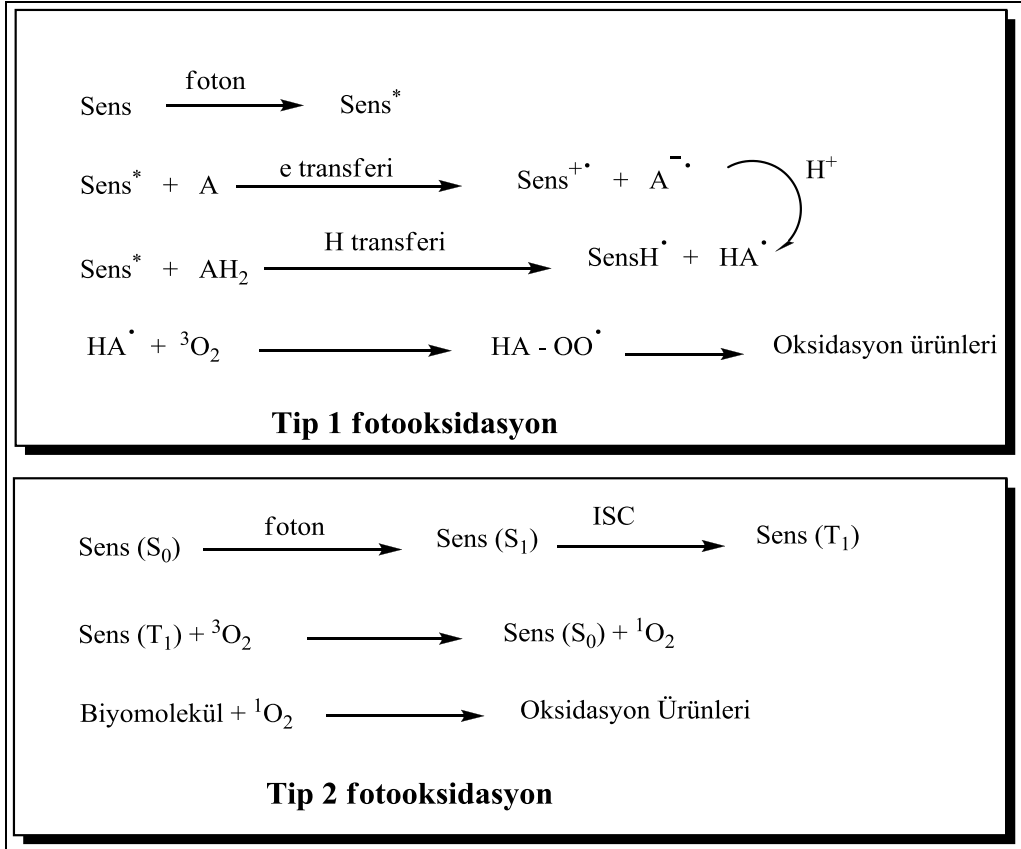 foton
Sens Sens*
Sens* + A e transferi Sens⁺· + A⁻· H⁺
Sens* + AH₂ H transferi SensH· + HA·
HA· + ³O₂ HA - OO· Oksidasyon ürünleri
Tip 1 fotooksidasyon
foton ISC
Sens (S₀) Sens (S₁) Sens (T₁)
Sens (T₁) + ³O₂ Sens (S₀) + ¹O₂
Biyomolekül + ¹O₂ Oksidasyon Ürünleri
Tip 2 fotooksidasyon